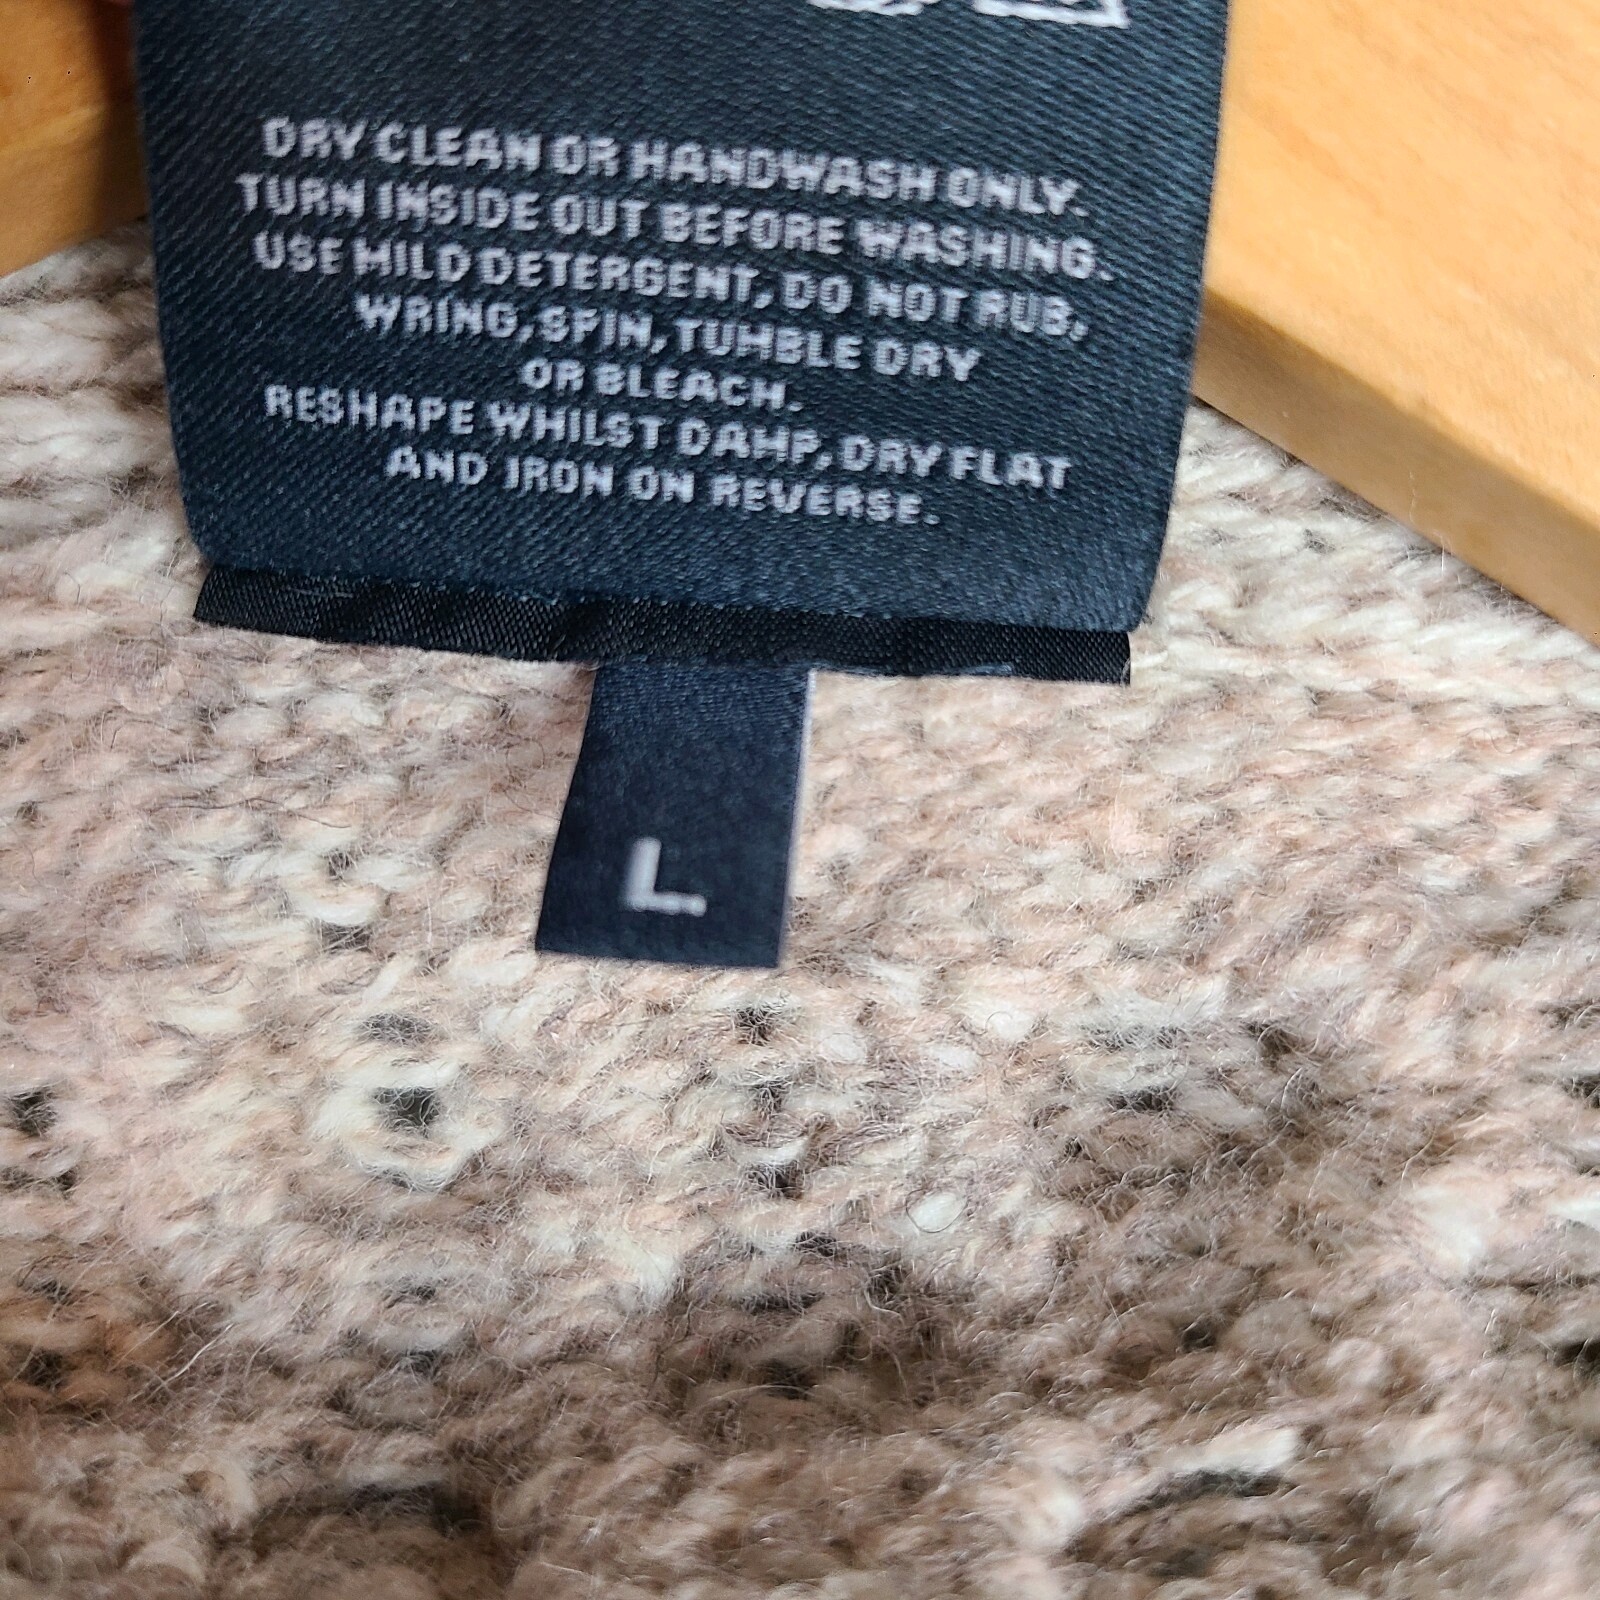 DRY CLEAN OR HANDWASH ONLY.
TURN INSIDE OUT BEFORE WASHING.
USE MILD DETERGENT, DO NOT RUB,
WRING, SPIN, TUMBLE DRY
OR BLEACH.
RESHAPE WHILST DAMP, DRY FLAT
AND IRON ON REVERSE.
L